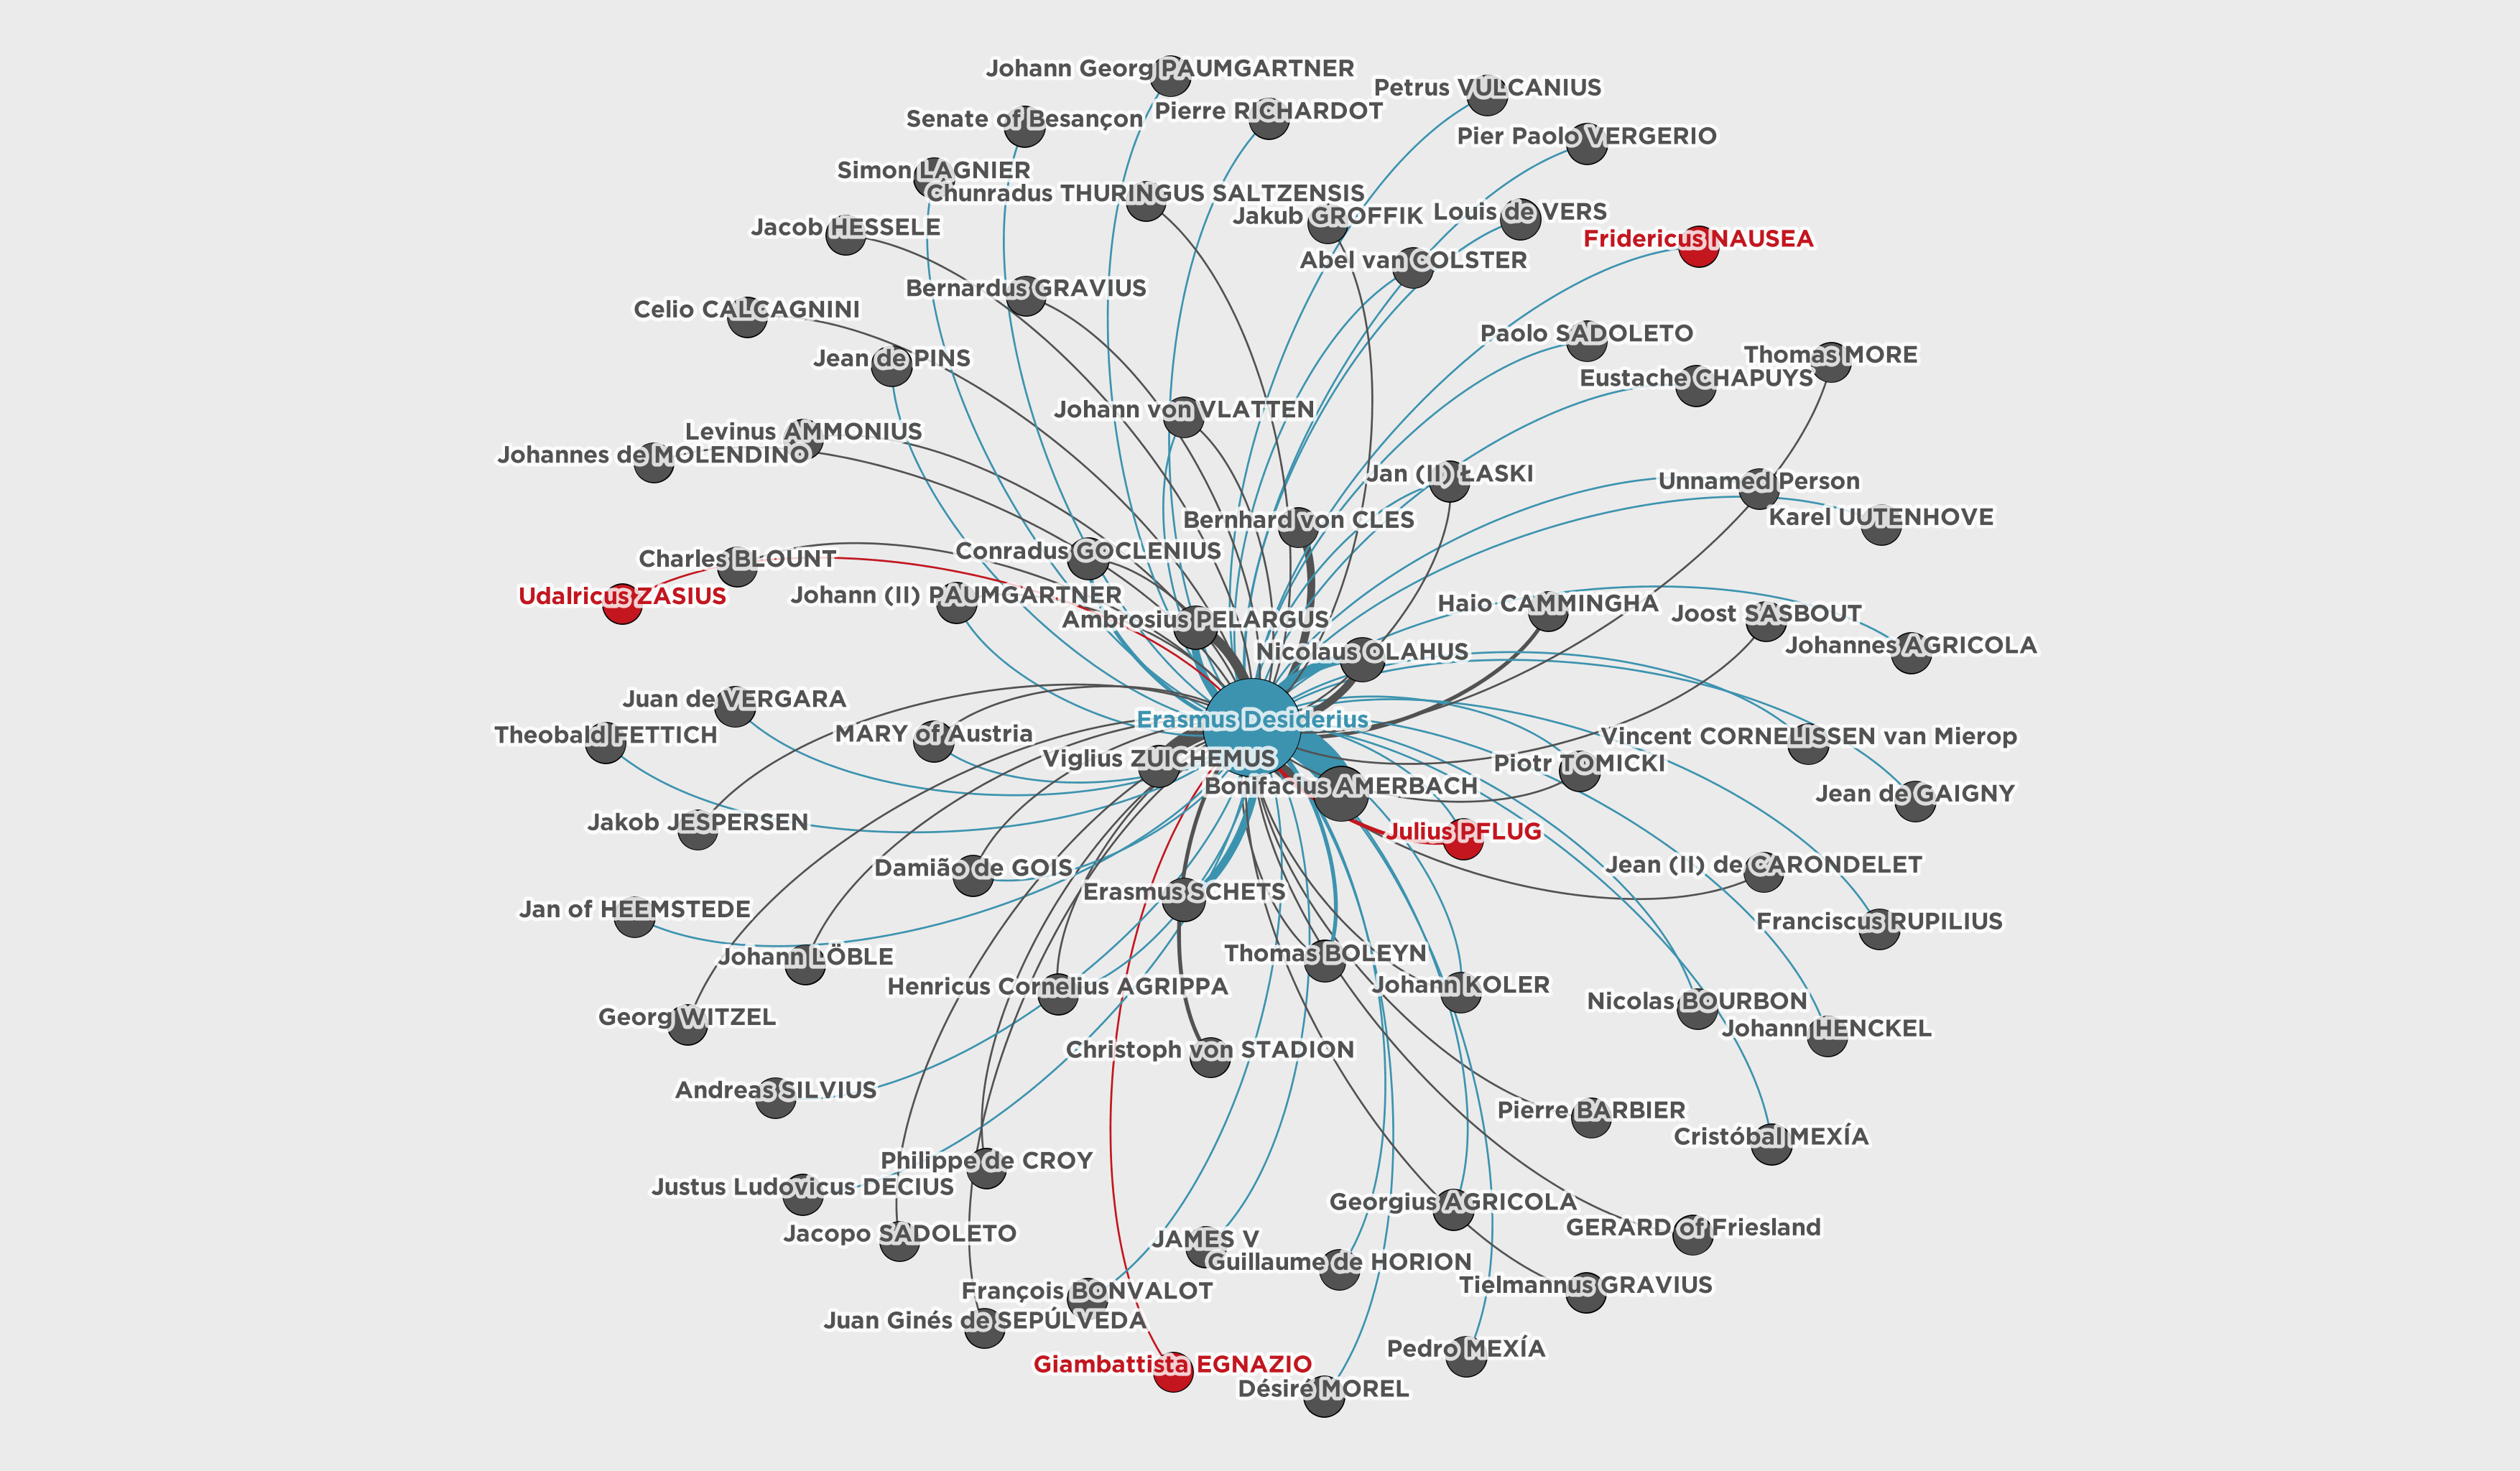 Johann Georg PAUMGARTNER
Petrus VULCANIUS
Pierre RICHARDOT
Senate of Besançon
Pier Paolo VERGERIO
Simon LAGNIER
Chunradus THURINGUS SALTZENSIS
Louis de VERS
Jakub GROFFIK
Jacob HESSELE
Fridericus NAUSEA
Abel van COLSTER
Bernardus GRAVIUS
Celio CALCAGNINI
Paolo SADOLETO
Thomas MORE
Jean de PINS
Eustache CHAPUYS
Johann von VLATTEN
Levinus AMMONIUS
Johannes de MOLENDINO
Jan (II) ŁASKI
Unnamed Person
Karel UUTENHOVE
Bernhard von CLES
Conradus GOCLENIUS
Charles BLOUNT
Udalricus ZASIUS
Johann (II) PAUMGARTNER
Haio CAMMINGHA
Joost SASBOUT
Ambrosius PELARGUS
Johannes AGRICOLA
Nicolaus OLAHUS
Juan de VERGARA
Erasmus Desiderius
Theobald FETTICH
MARY of Austria
Vincent CORNELISSEN van Mierop
Viglius ZUICHEMUS
Piotr TOMICKI
Bonifacius AMERBACH
Jean de GAIGNY
Jakob JESPERSEN
Julius PFLUG
Jean (II) de CARONDELET
Damião de GOIS
Erasmus SCHETS
Jan of HEEMSTEDE
Franciscus RUPILIUS
Thomas BOLEYN
Johann LÖBLE
Henricus Cornelius AGRIPPA
Johann KOLER
Nicolas BOURBON
Georg WITZEL
Johann HENCKEL
Christoph von STADION
Andreas SILVIUS
Pierre BARBIER
Cristóbal MEXÍA
Philippe de CROY
Justus Ludovicus DECIUS
Georgius AGRICOLA
GERARD of Friesland
Jacopo SADOLETO
JAMES V
Guillaume de HORION
Tielmannus GRAVIUS
François BONVALOT
Juan Ginés de SEPÚLVEDA
Pedro MEXÍA
Giambattista EGNAZIO
Désiré MOREL